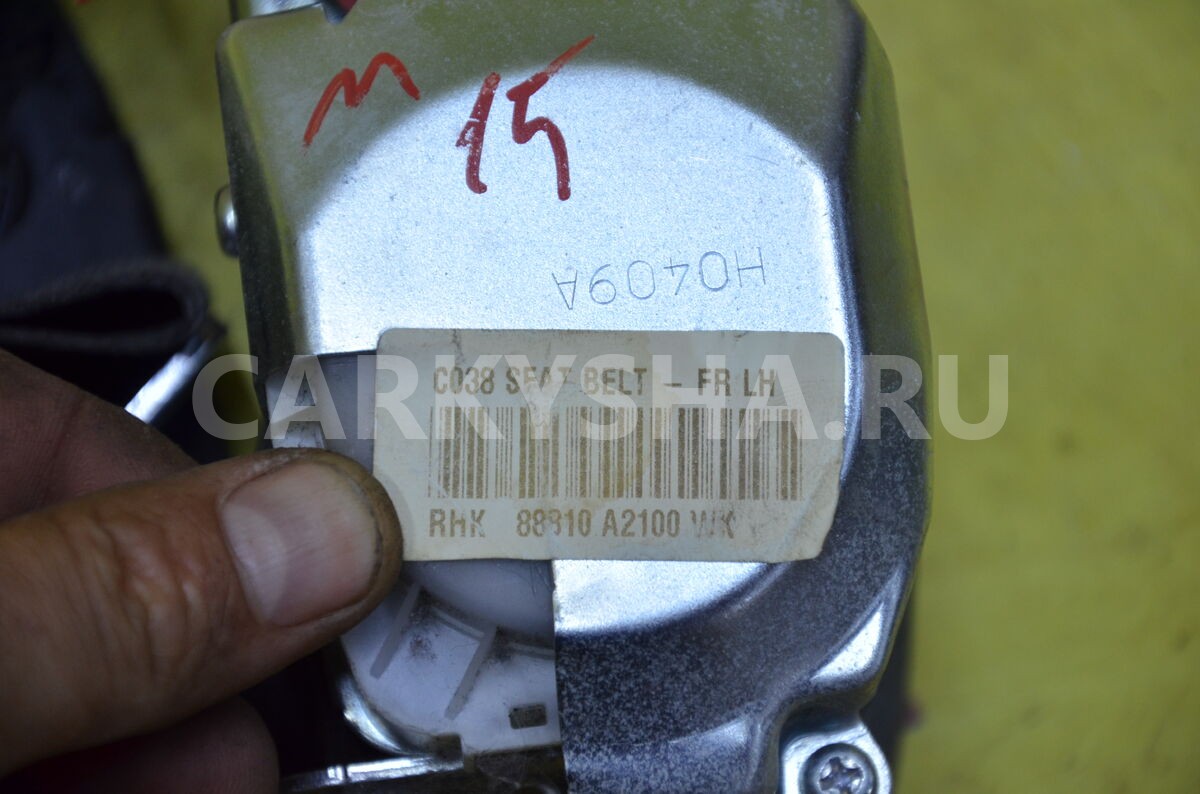 M 15
H0409A
C038 SEAT BELT - FR LH
CARKYSHA.RU
RHK 88810 A2100 WK